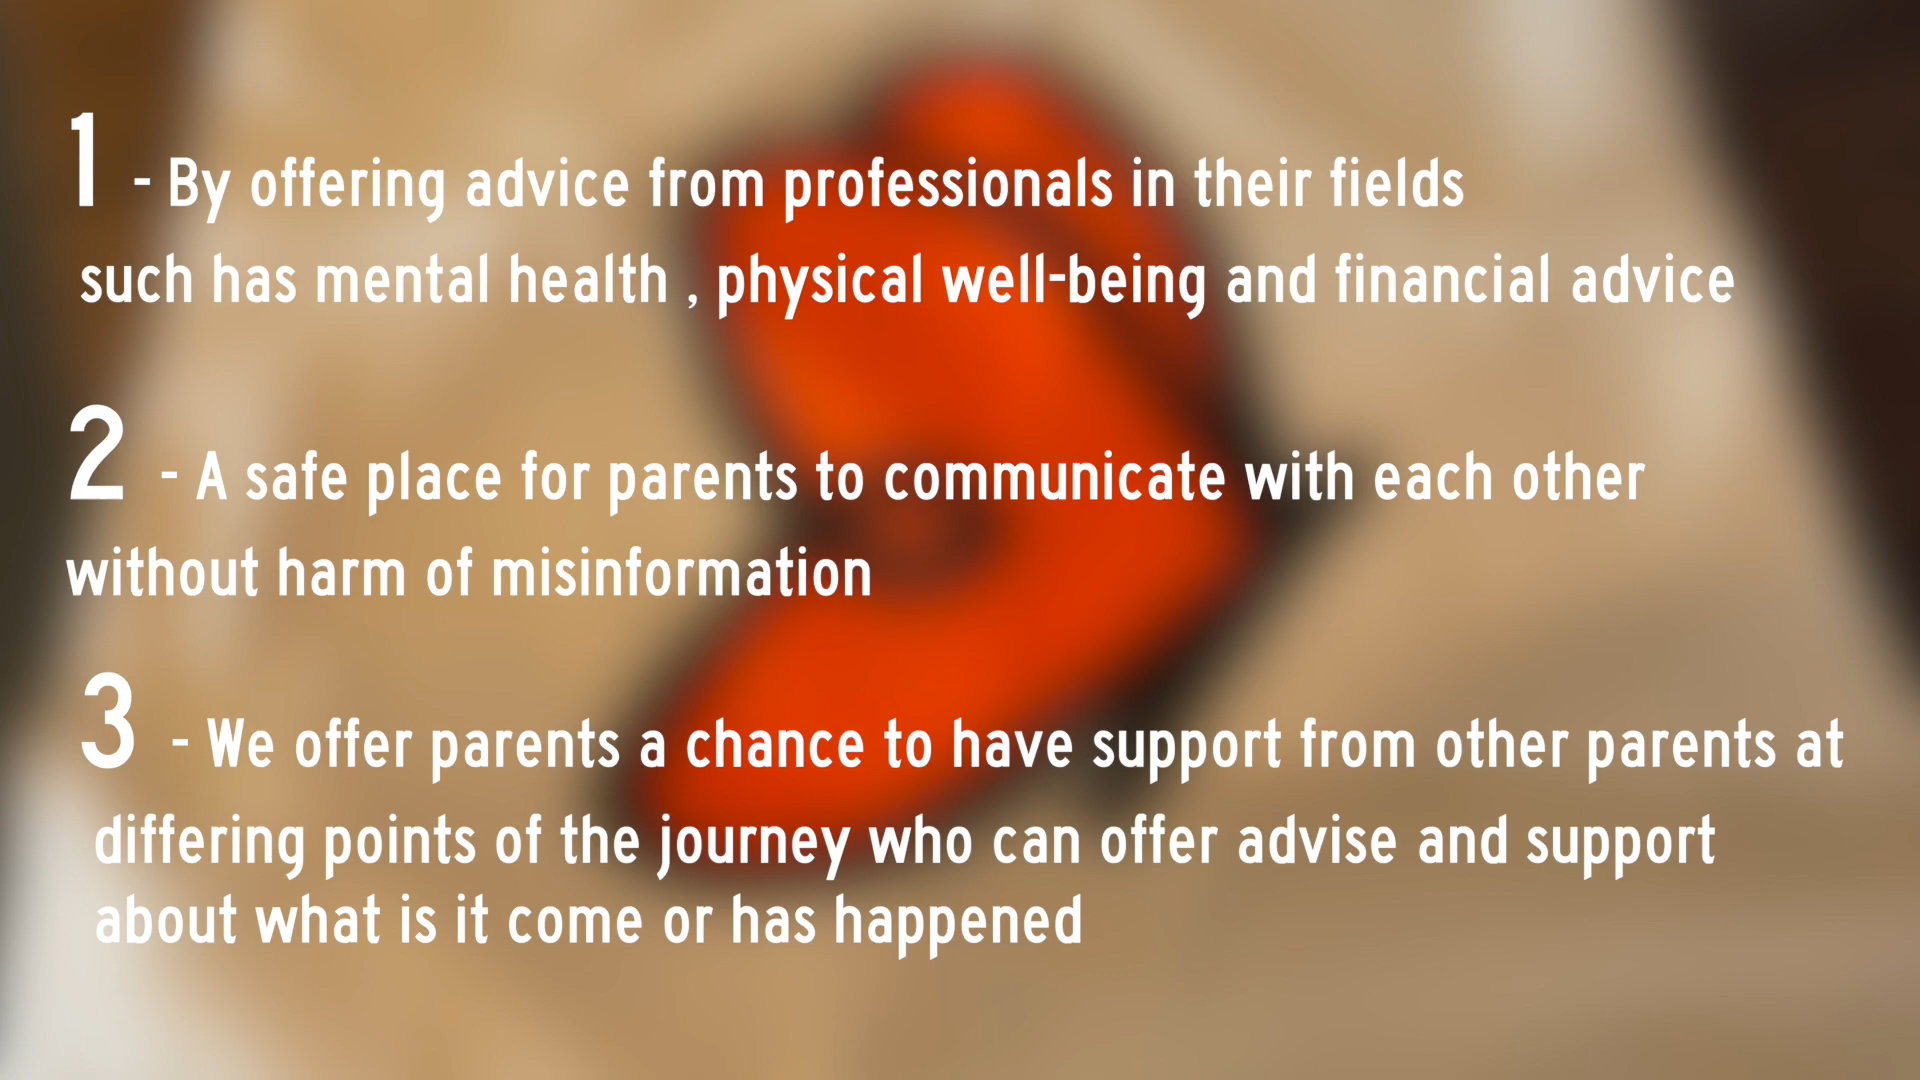 1 - By offering advice from professionals in their fields
such has mental health , physical well-being and financial advice
2 - A safe place for parents to communicate with each other
without harm of misinformation
3 - We offer parents a chance to have support from other parents at
differing points of the journey who can offer advise and support
about what is it come or has happened